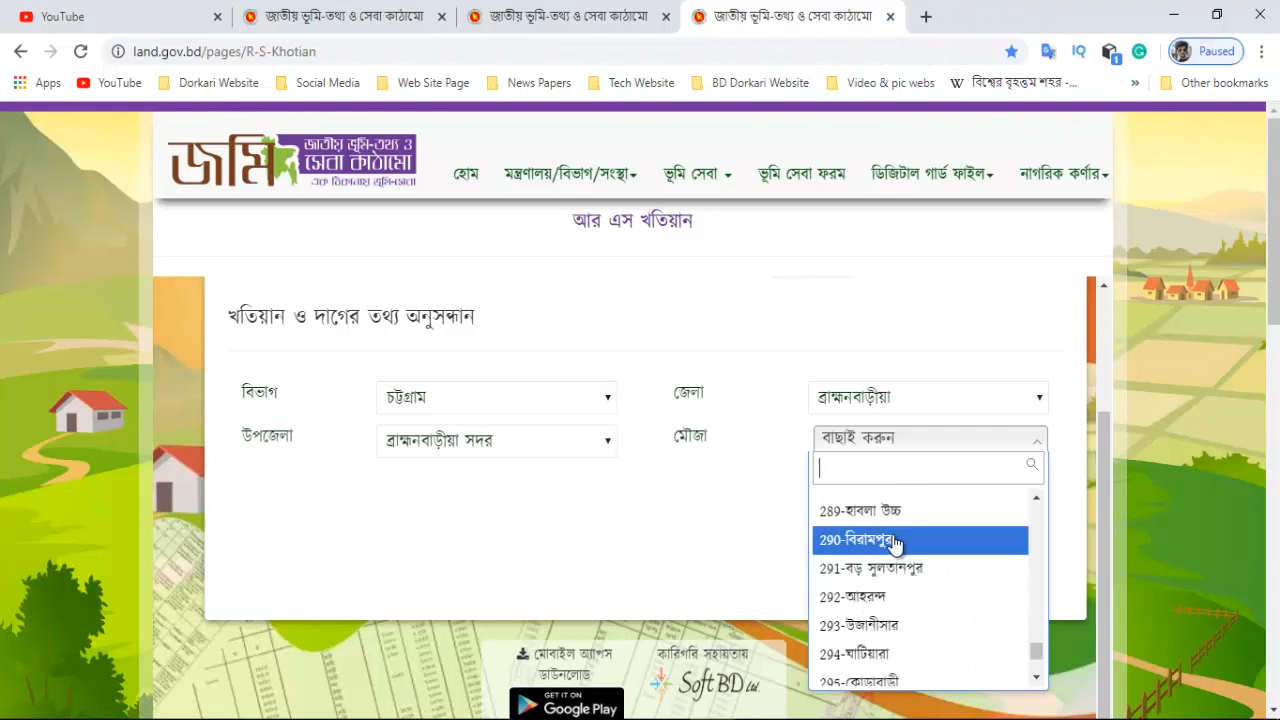 YouTube
জাতীয় ভূমি-তথ্য ও সেবা কাঠামো
জাতীয় ভূমি-তথ্য ও সেবা কাঠামো
জাতীয় ভূমি-তথ্য ও সেবা কাঠামো
land.gov.bd/pages/R-S-Khotian
IQ
1
Paused
Apps
YouTube
Dorkari Website
Social Media
Web Site Page
News Papers
Tech Website
BD Dorkari Website
Video & pic webs
W বিশ্বের বৃহত্তম শহর -...
»
Other bookmarks
জমি
জাতীয় ভূমি-তথ্য ও
সেবা কাঠামো
এক ঠিকানায় ভূমি-সেবা
হোম
মন্ত্রণালয়/বিভাগ/সংস্থা
ভূমি সেবা
ভূমি সেবা ফরম
ডিজিটাল গার্ড ফাইল
নাগরিক কর্ণার
আর এস খতিয়ান
খতিয়ান ও দাগের তথ্য অনুসন্ধান
বিভাগ
চট্টগ্রাম
জেলা
ব্রাহ্মনবাড়ীয়া
উপজেলা
ব্রাহ্মনবাড়ীয়া সদর
মৌজা
বাছাই করুন
289-হাবলা উচ্চ
290-বিরামপুর
291-বড় সুলতানপুর
292-আহরন্দ
293-উজানীসার
294-ঘাটিয়ারা
295-কোড়াবাড়ী
মোবাইল অ্যাপস
ডাউনলোড
GET IT ON
Google Play
কারিগরি সহায়তায়
SoftBD Ltd.